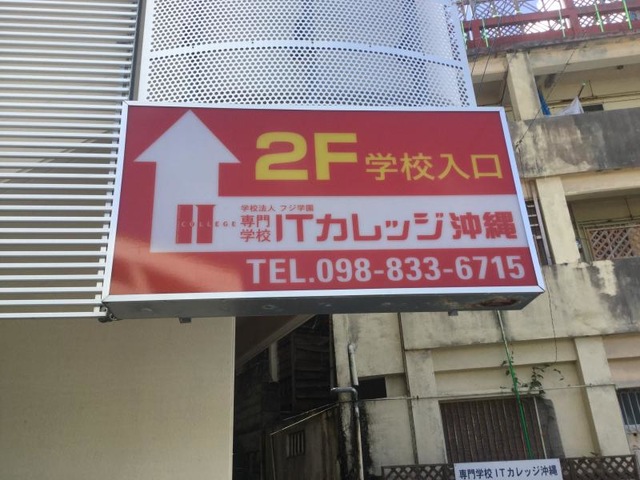 2F 学校入口
学校法人 フジ学園
COLLEGE
専門学校 ITカレッジ沖縄
TEL.098-833-6715
専門学校 ITカレッジ沖縄